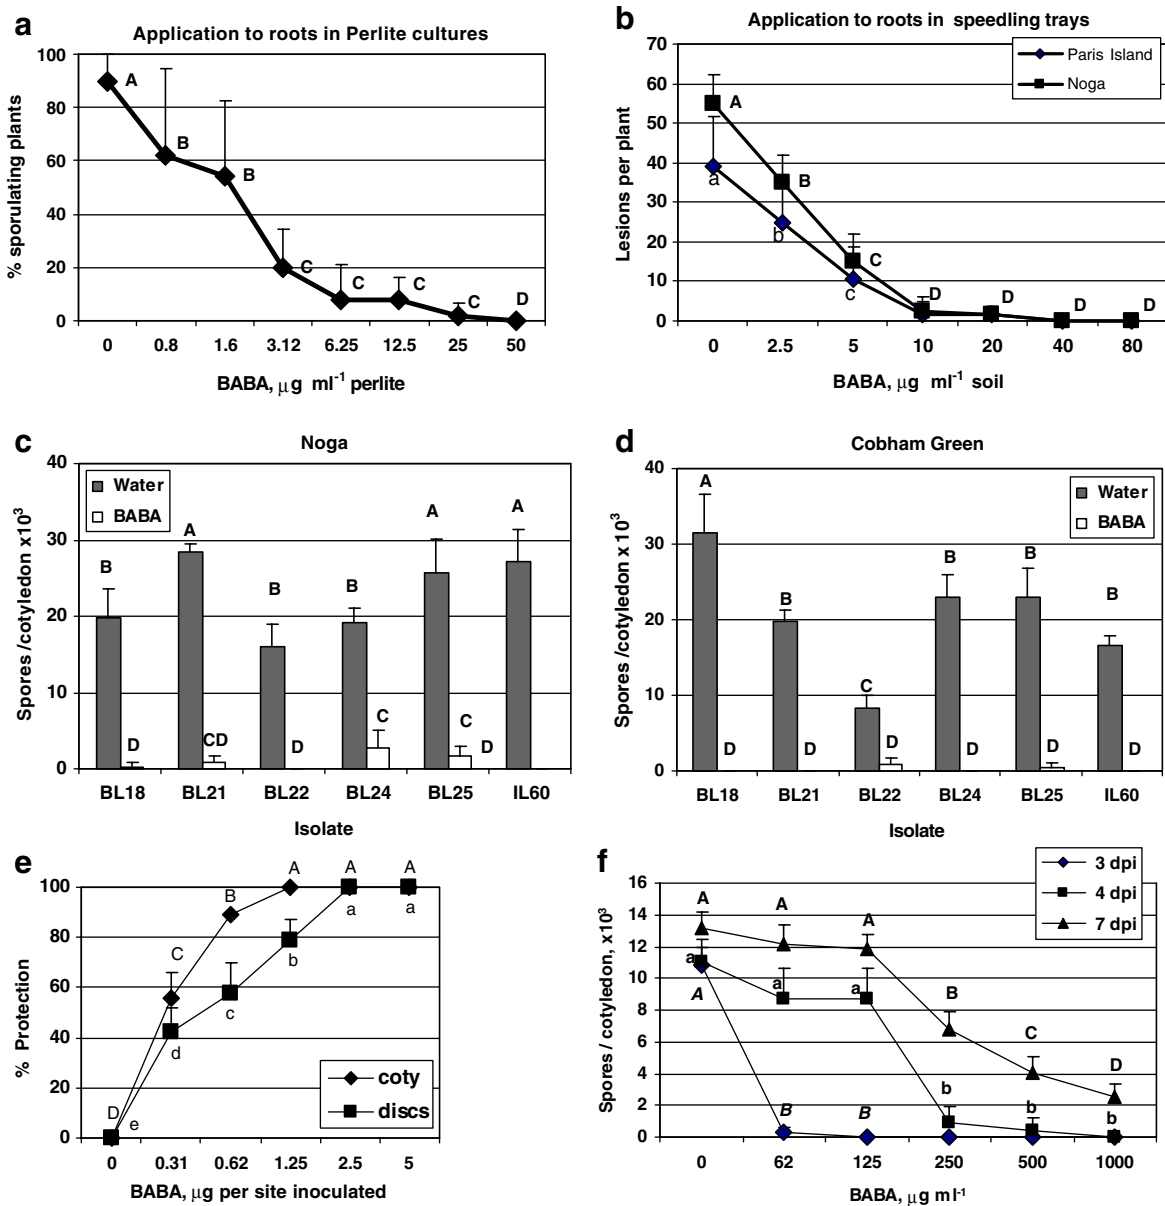 a
Application to roots in Perlite cultures
% sporulating plants
100
80
60
40
20
0
A
B
B
C
C
C
C
D
0 0.8 1.6 3.12 6.25 12.5 25 50
BABA, μg ml-1 perlite
b
Application to roots in speedling trays
Paris Island
Noga
Lesions per plant
70
60
50
40
30
20
10
0
A
a
B
b
C
c
D
D
D
D
0 2.5 5 10 20 40 80
BABA, μg ml-1 soil
c
Noga
Water
BABA
Spores /cotyledon x103
40
30
20
10
0
B
D
A
CD
B
D
B
C
A
C
D
A
BL18 BL21 BL22 BL24 BL25 IL60
Isolate
d
Cobham Green
Water
BABA
Spores /cotyledon x 103
40
30
20
10
0
A
D
B
D
C
D
B
D
B
D
B
D
BL18 BL21 BL22 BL24 BL25 IL60
Isolate
e
% Protection
100
80
60
40
20
0
D
e
C
d
B
c
A
b
A
a
A
a
coty
discs
0 0.31 0.62 1.25 2.5 5
BABA, μg per site inoculated
f
3 dpi
4 dpi
7 dpi
Spores / cotyledon, x103
16
14
12
10
8
6
4
2
0
A
a
A
A
a
B
A
a
B
B
b
C
b
D
b
0 62 125 250 500 1000
BABA, μg ml-1